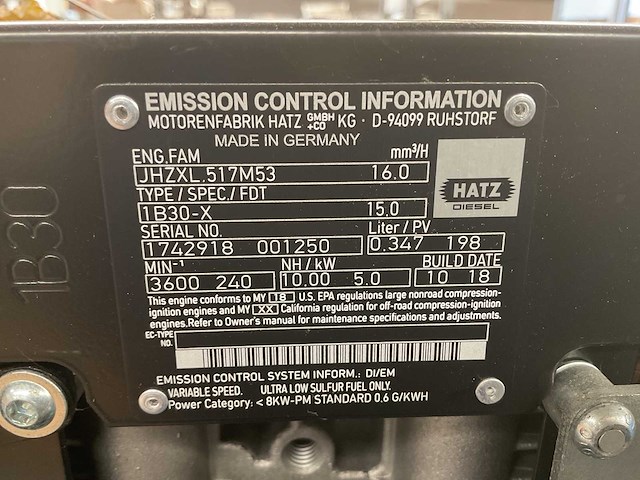 EMISSION CONTROL INFORMATION
MOTORENFABRIK HATZ GMBH +CO KG · D-94099 RUHSTORF
MADE IN GERMANY
ENG.FAM mm³/H
JHZXL.517M53 16.0
TYPE / SPEC./ FDT
1B30-X 15.0
HATZ
DIESEL
SERIAL NO. Liter / PV
1742918 001250 0.347 198
MIN⁻¹ NH / kW BUILD DATE
3600 240 10.00 5.0 10 18
This engine conforms to MY 18 U.S. EPA regulations large nonroad compression-
ignition engines and MY XX California regulation for off-road compression-ignition
engines.Refer to Owner's manual for maintenance specifications and adjustments.
EC-TYPE
NO.
EMISSION CONTROL SYSTEM INFORM.: DI/EM
VARIABLE SPEED. ULTRA LOW SULFUR FUEL ONLY.
Power Category: < 8KW-PM STANDARD 0.6 G/KWH
1B30